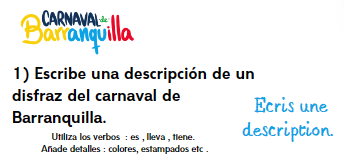 CARNAVAL de
Barranquilla
1) Escribe una descripción de un
disfraz del carnaval de
Barranquilla.
Ecris une
description.
Utiliza los verbos : es , lleva , tiene.
Añade detalles : colores, estampados etc .